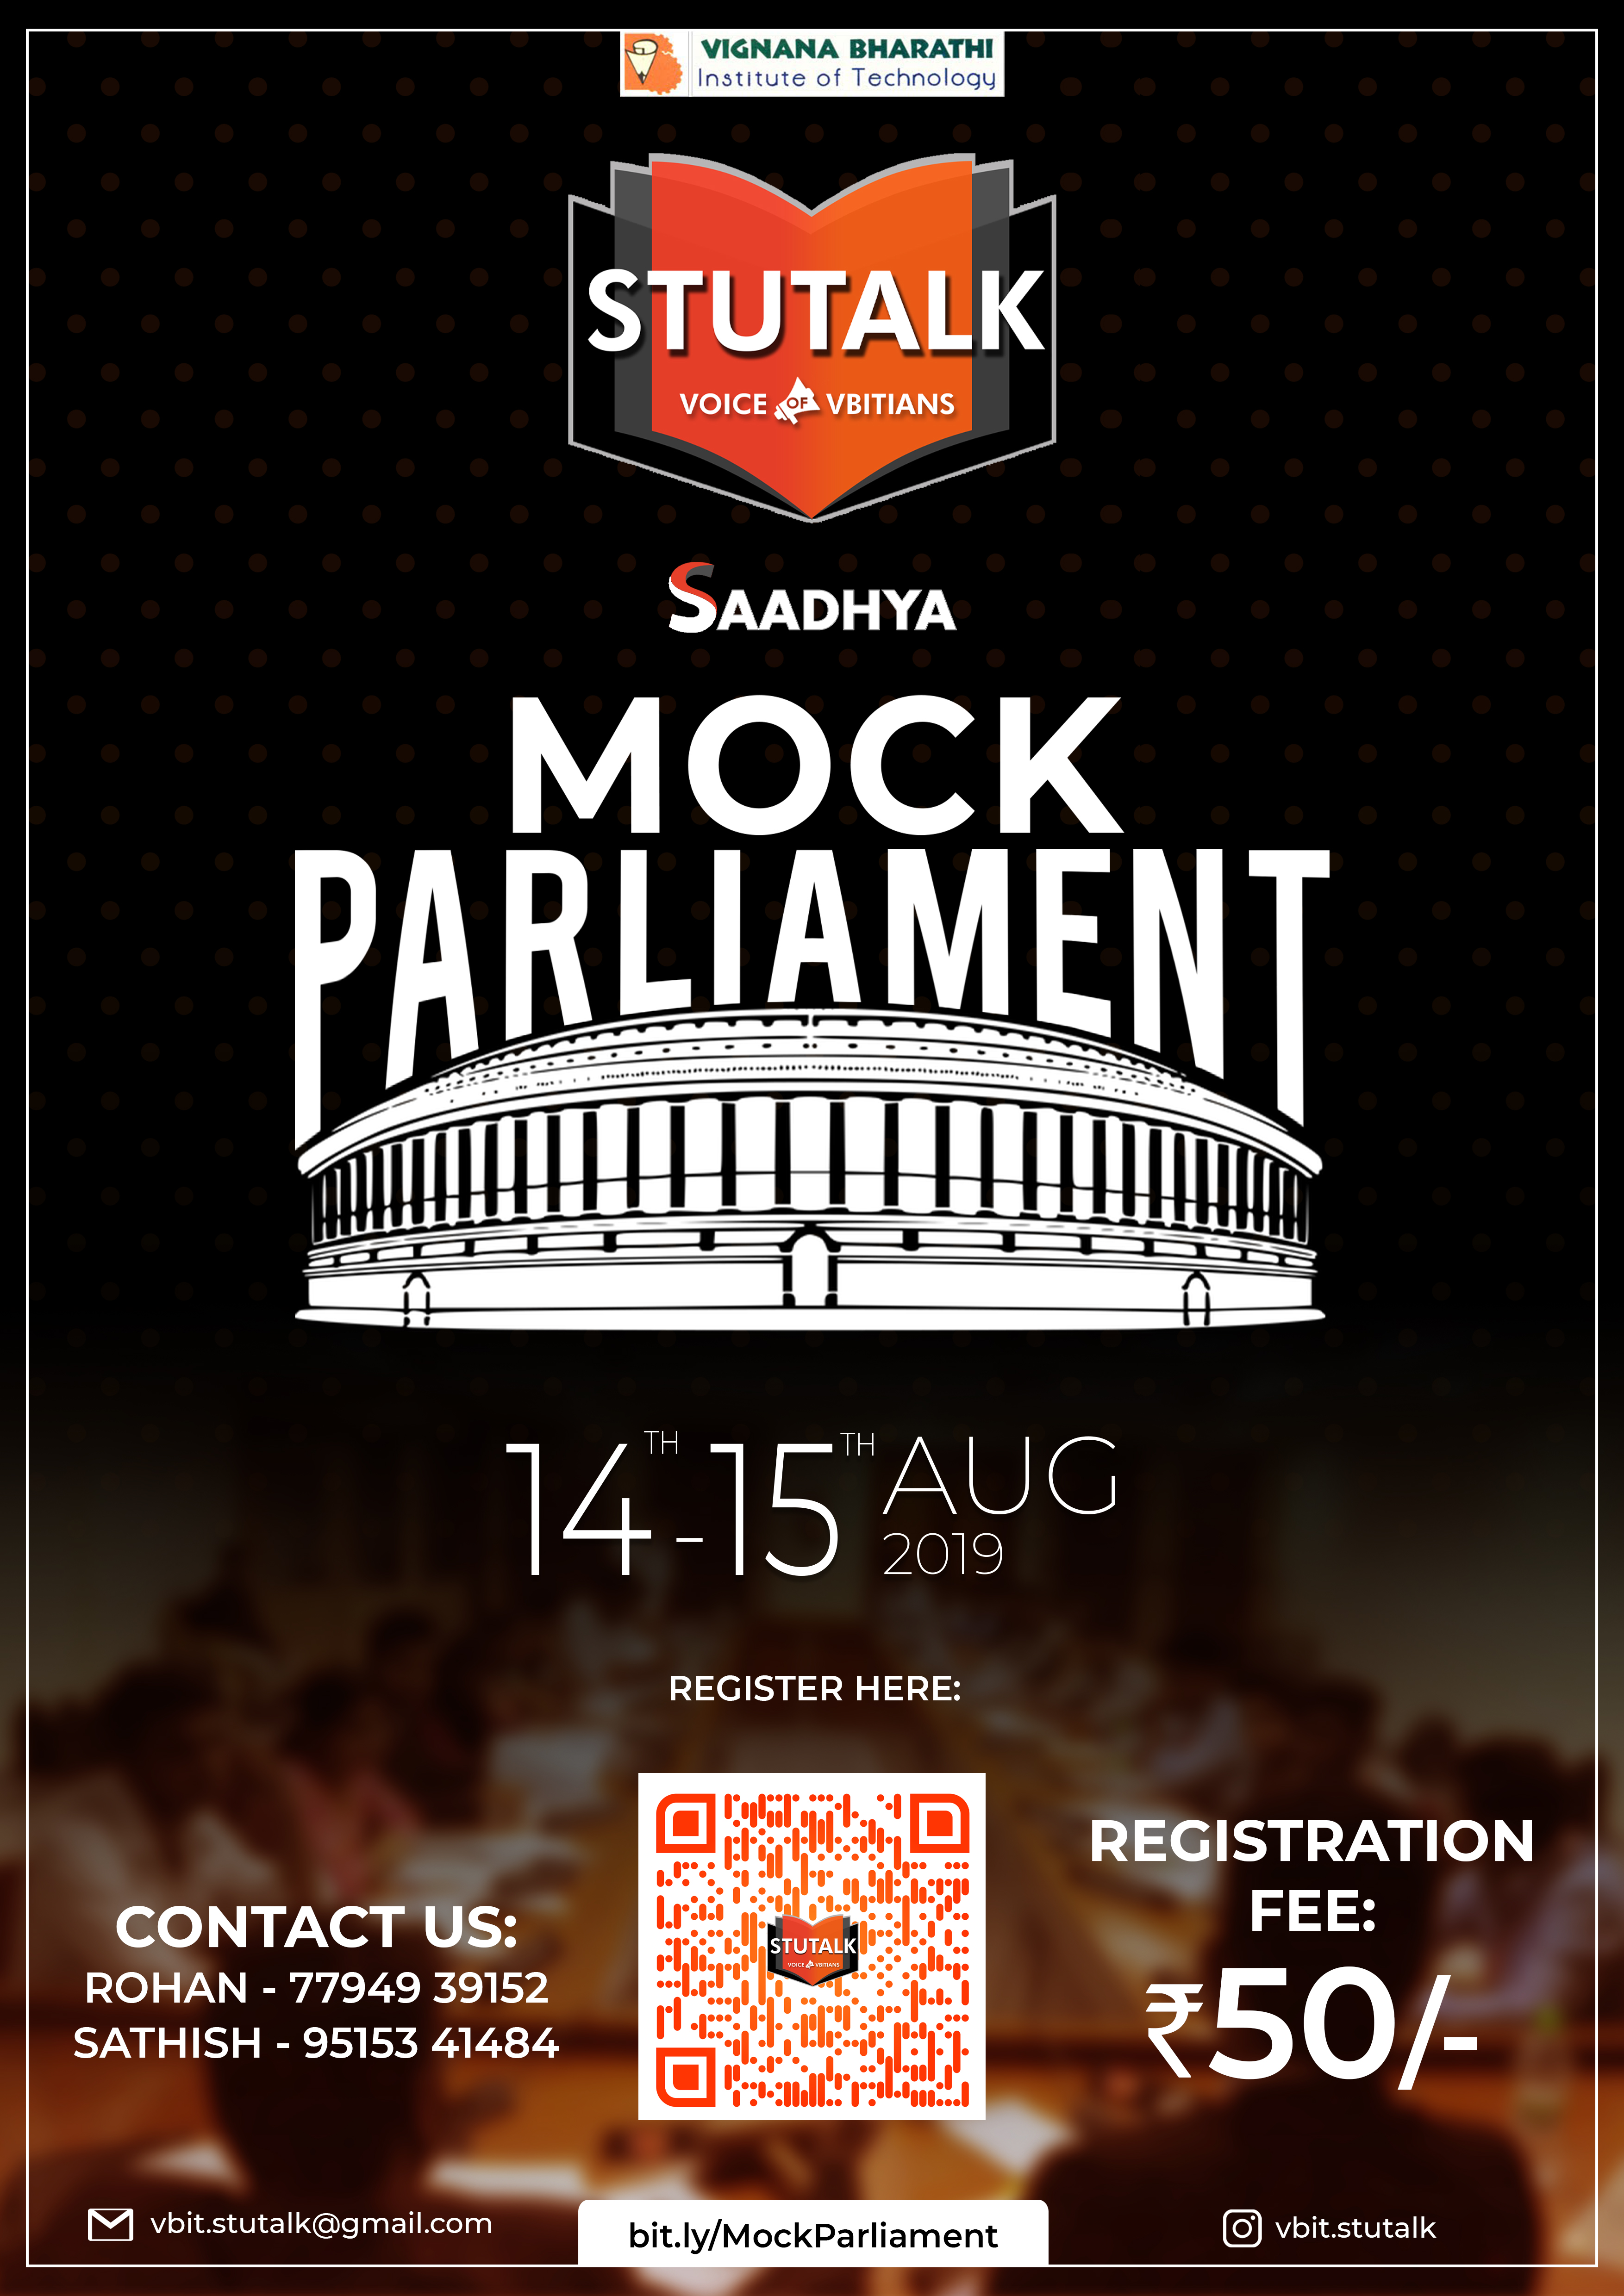 VIGNANA BHARATHI
Institute of Technology
STUTALK
VOICE OF VBITIANS
SAADHYA
MOCK
PARLIAMENT
14TH-15TH AUG
2019
REGISTER HERE:
CONTACT US:
ROHAN - 77949 39152
SATHISH - 95153 41484
STUTALK
VOICE OF VBITIANS
REGISTRATION
FEE:
₹50/-
vbit.stutalk@gmail.com
bit.ly/MockParliament
vbit.stutalk